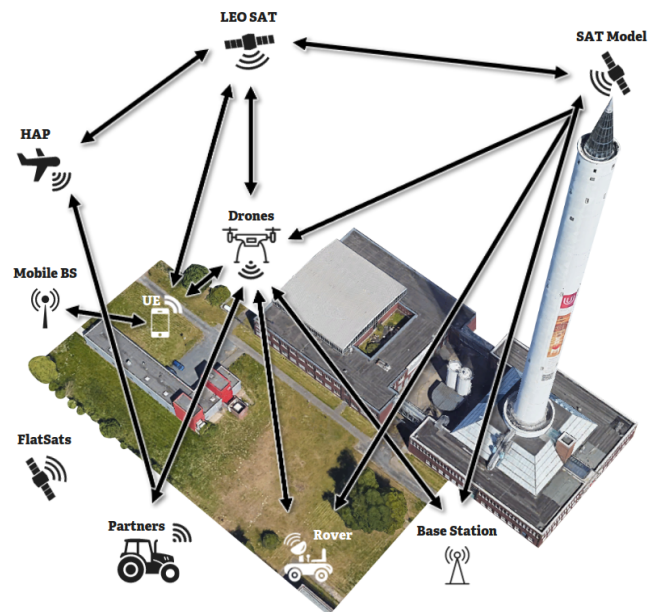 LEO SAT
SAT Model
HAP
Drones
Mobile BS
UE
FlatSats
Partners
Rover
Base Station